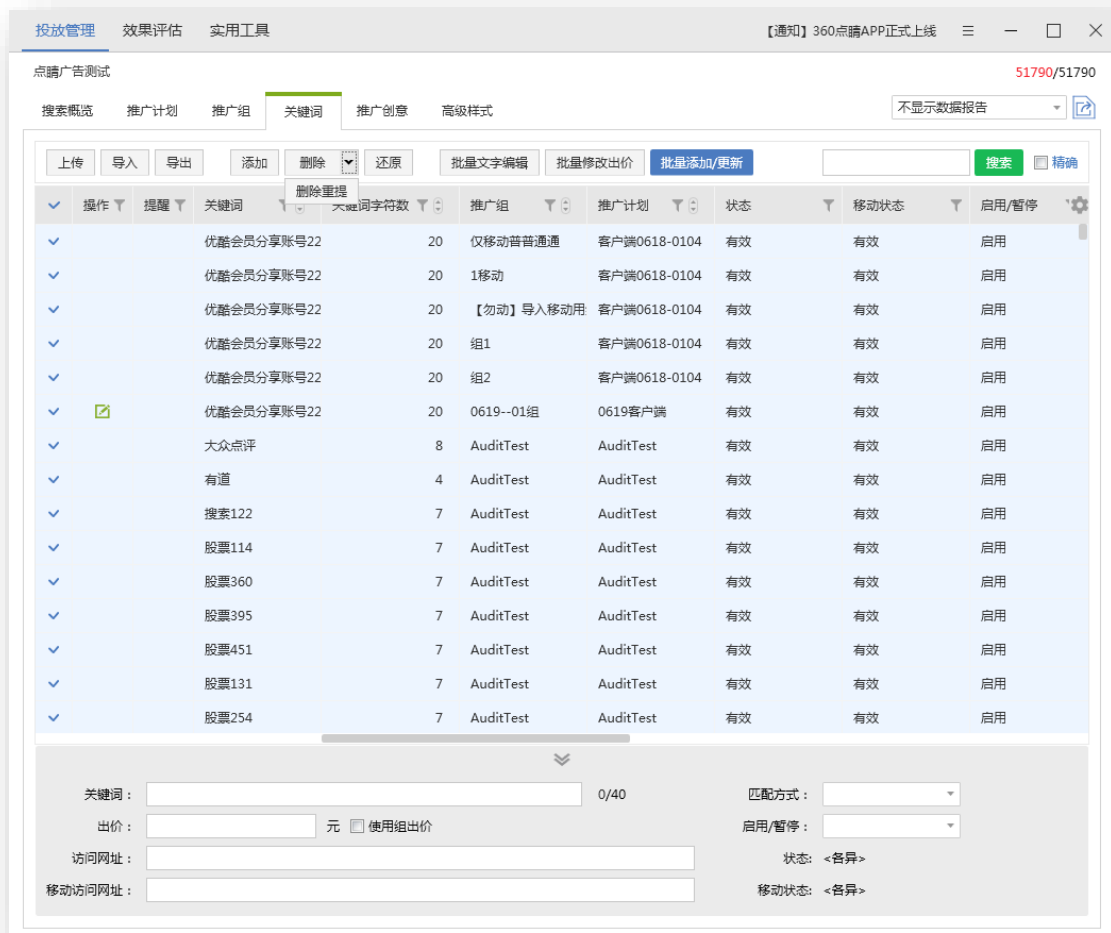 投放管理 效果评估 实用工具 【通知】360点睛APP正式上线
点睛广告测试 51790/51790
搜索概览 推广计划 推广组 关键词 推广创意 高级样式 不显示数据报告
上传 导入 导出 添加 删除 还原 批量文字编辑 批量修改出价 批量添加/更新 搜索 精确
删除重提
操作 提醒 关键词 关键词字符数 推广组 推广计划 状态 移动状态 启用/暂停
优酷会员分享账号22 20 仅移动普普通通 客户端0618-0104 有效 有效 启用
优酷会员分享账号22 20 1移动 客户端0618-0104 有效 有效 启用
优酷会员分享账号22 20 【勿动】导入移动用 客户端0618-0104 有效 有效 启用
优酷会员分享账号22 20 组1 客户端0618-0104 有效 有效 启用
优酷会员分享账号22 20 组2 客户端0618-0104 有效 有效 启用
优酷会员分享账号22 20 0619--01组 0619客户端 有效 有效 启用
大众点评 8 AuditTest AuditTest 有效 有效 启用
有道 4 AuditTest AuditTest 有效 有效 启用
搜索122 7 AuditTest AuditTest 有效 有效 启用
股票114 7 AuditTest AuditTest 有效 有效 启用
股票360 7 AuditTest AuditTest 有效 有效 启用
股票395 7 AuditTest AuditTest 有效 有效 启用
股票451 7 AuditTest AuditTest 有效 有效 启用
股票131 7 AuditTest AuditTest 有效 有效 启用
股票254 7 AuditTest AuditTest 有效 有效 启用
关键词： 0/40 匹配方式：
出价： 元 使用组出价 启用/暂停：
访问网址： 状态: <各异>
移动访问网址： 移动状态: <各异>